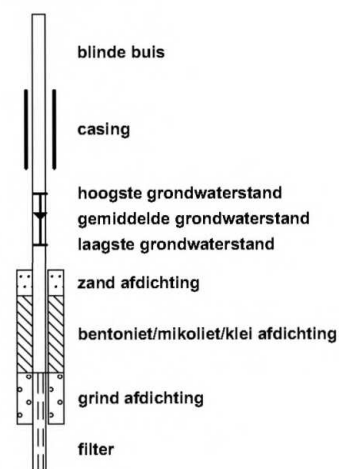 blinde buis
casing
hoogste grondwaterstand
gemiddelde grondwaterstand
laagste grondwaterstand
zand afdichting
bentoniet/mikoliet/klei afdichting
grind afdichting
filter